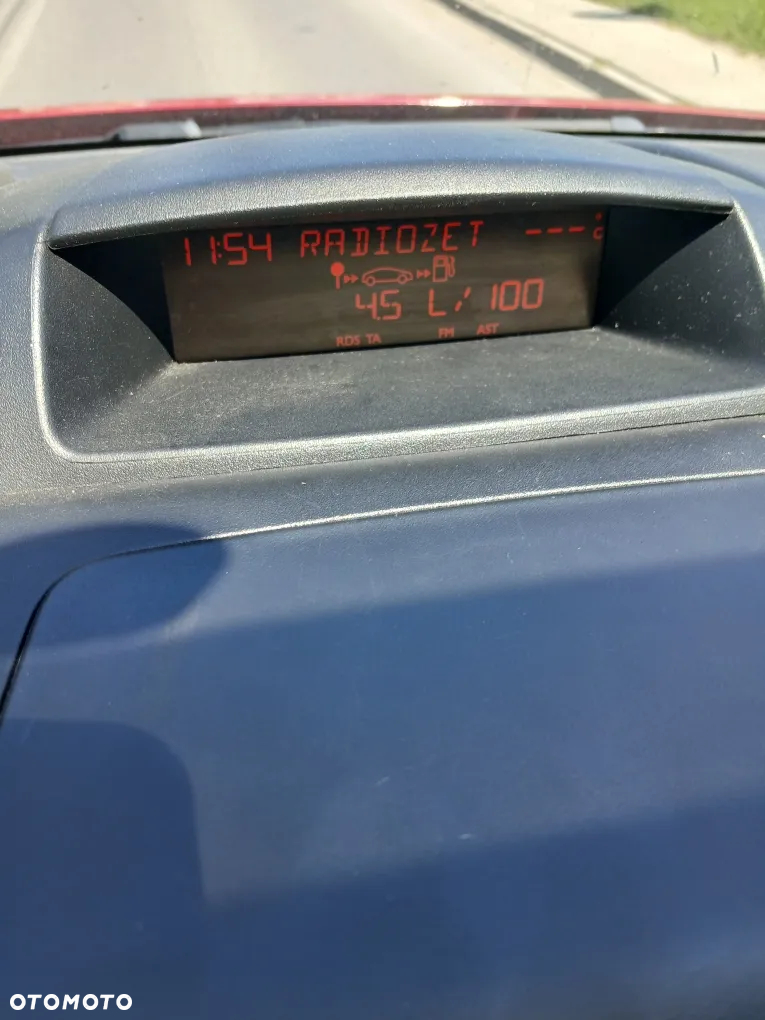 11:54 RADIOZET ---°C
4.5 L/100
RDS TA FM AST
OTOMOTO